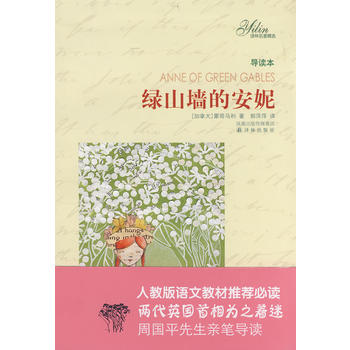 Yilin
译林名著精选
导读本
ANNE OF GREEN GABLES
绿山墙的安妮
[加拿大]蒙哥马利 著 郭萍萍 译
凤凰出版传媒集团
译林出版社
人教版语文教材推荐必读
两代英国首相为之着迷
周国平先生亲笔导读